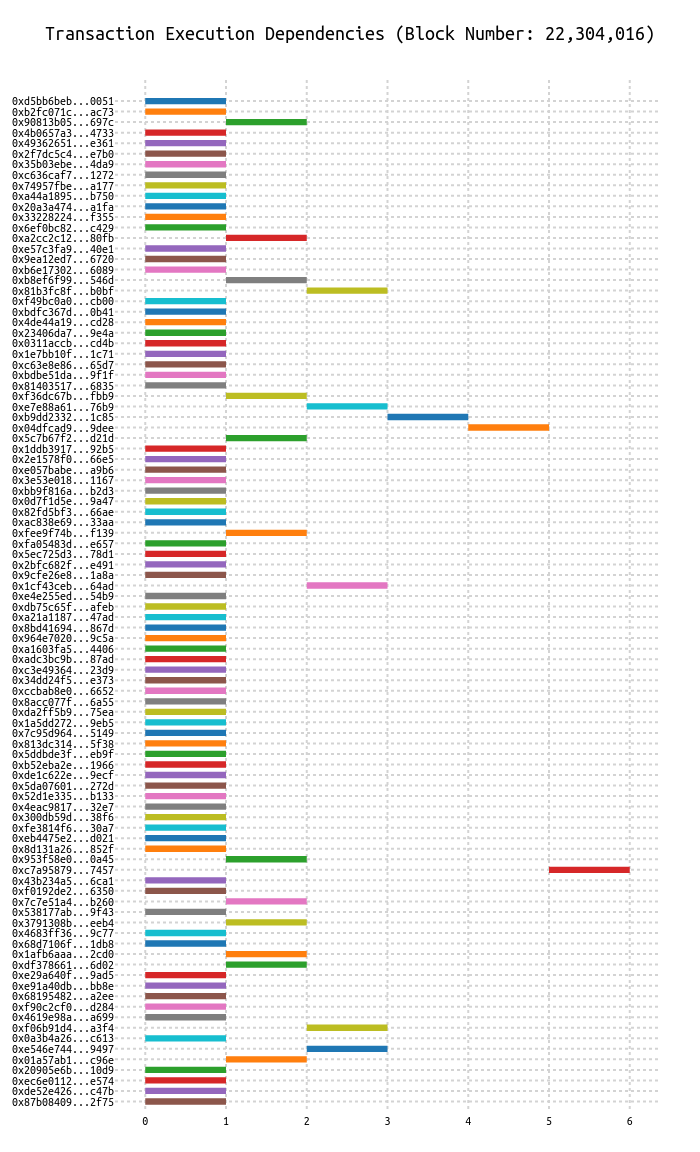 Transaction Execution Dependencies (Block Number: 22,304,016)
0xd5bb6beb...0051
0xb2fc071c...ac73
0x90813b05...697c
0x4b0657a3...4733
0x49362651...e361
0x2f7dc5c4...e7b0
0x35b03ebe...4da9
0xc636caf7...1272
0x74957fbe...a177
0xa44a1895...b750
0x20a3a474...a1fa
0x33228224...f355
0x6ef0bc82...c429
0xa2cc2c12...80fb
0xe57c3fa9...40e1
0x9ea12ed7...6720
0xb6e17302...6089
0xb8ef6f99...546d
0x81b3fc8f...b0bf
0xf49bc0a0...cb00
0xbdfc367d...0b41
0x4de44a19...cd28
0x23406da7...9e4a
0x0311accb...cd4b
0x1e7bb10f...1c71
0xc63e8e86...65d7
0xbdbe51da...9f1f
0x81403517...6835
0xf36dc67b...fbb9
0xe7e88a61...76b9
0xb9dd2332...1c85
0x04dfcad9...9dee
0x5c7b67f2...d21d
0x1ddb3917...92b5
0x2e1578f0...66e5
0xe057babe...a9b6
0x3e53e018...1167
0xbb9f816a...b2d3
0x0d7f1d5e...9a47
0x82fd5bf3...66ae
0xac838e69...33aa
0xfee9f74b...f139
0xfa05483d...e657
0x5ec725d3...78d1
0x2bfc682f...e491
0x9cfe26e8...1a8a
0x1cf43ceb...64ad
0xe4e255ed...54b9
0xdb75c65f...afeb
0xa21a1187...47ad
0x8bd41694...867d
0x964e7020...9c5a
0xa1603fa5...4406
0xadc3bc9b...87ad
0xc3e49364...23d9
0x34dd24f5...e373
0xccbab8e0...6652
0x8acc077f...6a55
0xda2ff5b9...75ea
0x1a5dd272...9eb5
0x7c95d964...5149
0x813dc314...5f38
0x5ddbde3f...eb9f
0xb52eba2e...1966
0xde1c622e...9ecf
0x5da07601...272d
0x52d1e335...b133
0x4eac9817...32e7
0x300db59d...38f6
0xfe3814f6...30a7
0xeb4475e2...d021
0x8d131a26...852f
0x953f58e0...0a45
0xc7a95879...7457
0x43b234a5...6ca1
0xf0192de2...6350
0x7c7e51a4...b260
0x538177ab...9f43
0x3791308b...eeb4
0x4683ff36...9c77
0x68d7106f...1db8
0x1afb6aaa...2cd0
0xdf378661...6d02
0xe29a640f...9ad5
0xe91a40db...bb8e
0x68195482...a2ee
0xf90c2cf0...d284
0x4619e98a...a699
0xf06b91d4...a3f4
0x0a3b4a26...c613
0xe546e744...9497
0x01a57ab1...c96e
0x20905e6b...10d9
0xec6e0112...e574
0xde52e426...c47b
0x87b08409...2f75
0 1 2 3 4 5 6